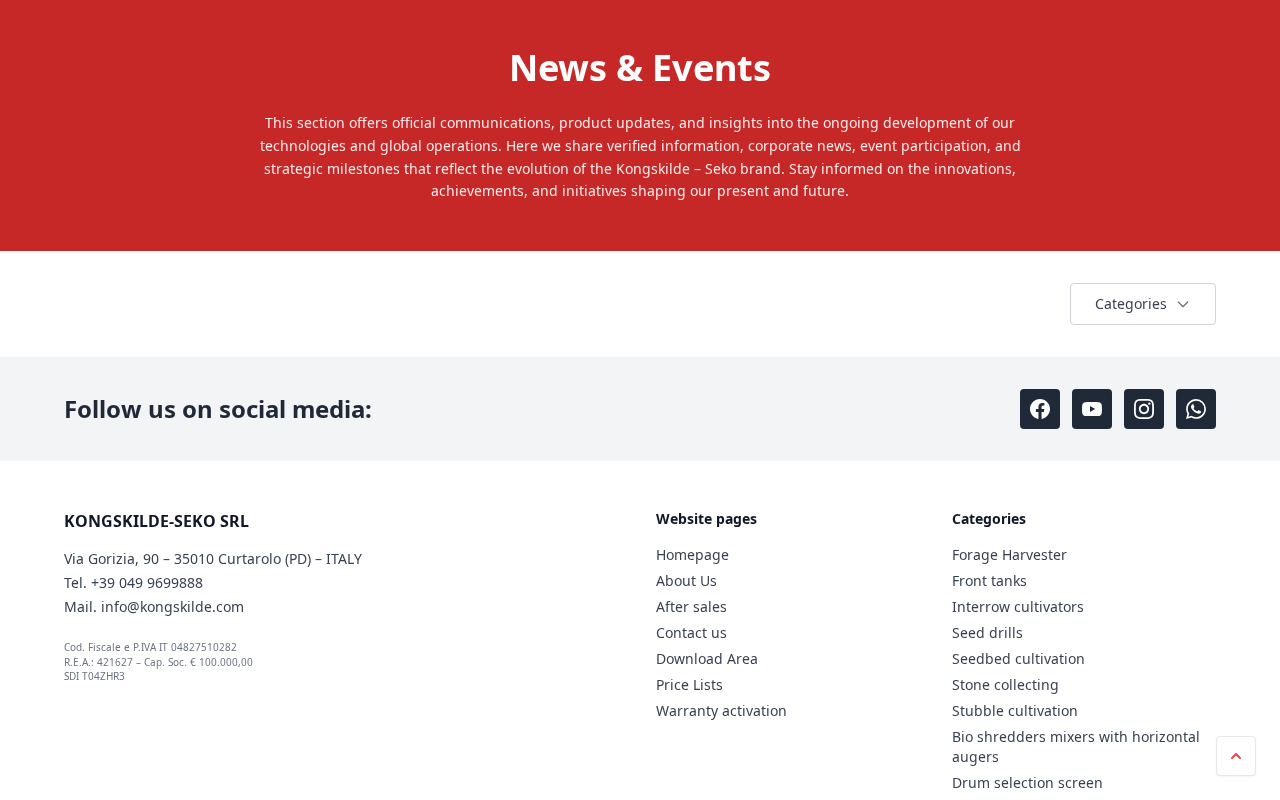 News & Events
This section offers official communications, product updates, and insights into the ongoing development of our
technologies and global operations. Here we share verified information, corporate news, event participation, and
strategic milestones that reflect the evolution of the Kongskilde – Seko brand. Stay informed on the innovations,
achievements, and initiatives shaping our present and future.
Categories
Follow us on social media:
KONGSKILDE-SEKO SRL
Via Gorizia, 90 – 35010 Curtarolo (PD) – ITALY
Tel. +39 049 9699888
Mail. info@kongskilde.com
Cod. Fiscale e P.IVA IT 04827510282
R.E.A.: 421627 – Cap. Soc. € 100.000,00
SDI T04ZHR3
Website pages
Homepage
About Us
After sales
Contact us
Download Area
Price Lists
Warranty activation
Categories
Forage Harvester
Front tanks
Interrow cultivators
Seed drills
Seedbed cultivation
Stone collecting
Stubble cultivation
Bio shredders mixers with horizontal
augers
Drum selection screen